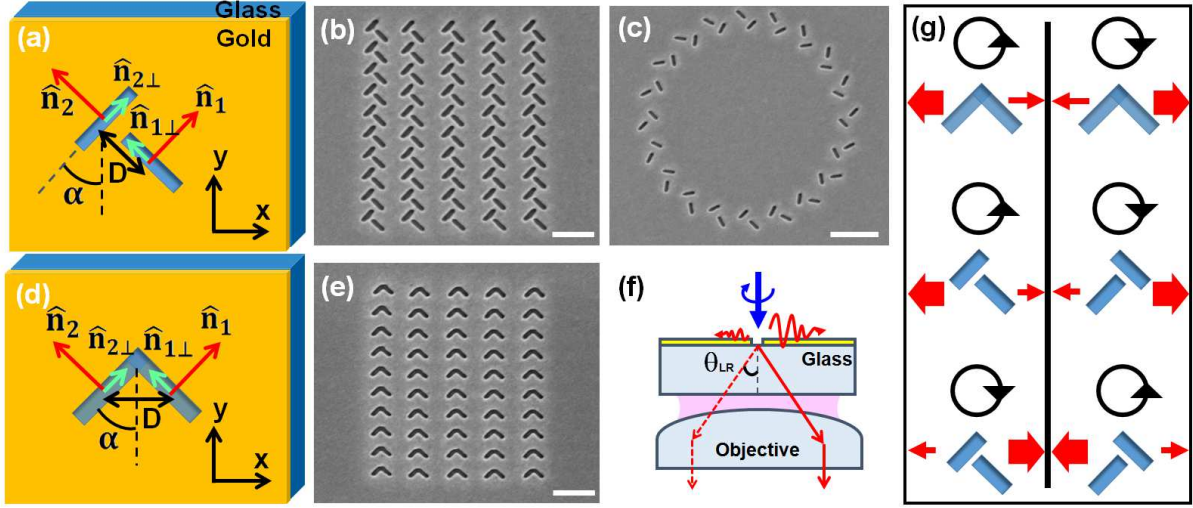 Glass
Gold
(a)
n̂₂
n̂₂⊥
n̂₁
n̂₁⊥
D
α
y
x
(b)
(c)
(d)
n̂₂
n̂₂⊥
n̂₁⊥
n̂₁
D
α
y
x
(e)
(f)
Glass
θLR
Objective
(g)